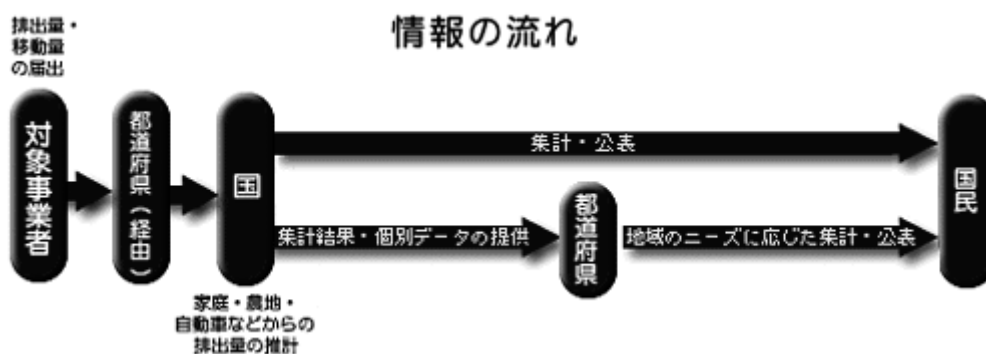 情報の流れ
排出量・
移動量
の届出
対象事業者
都道府県（経由）
国
集計・公表
国民
集計結果・個別データの提供
都道府県
地域のニーズに応じた集計・公表
家庭・農地・
自動車などからの
排出量の推計